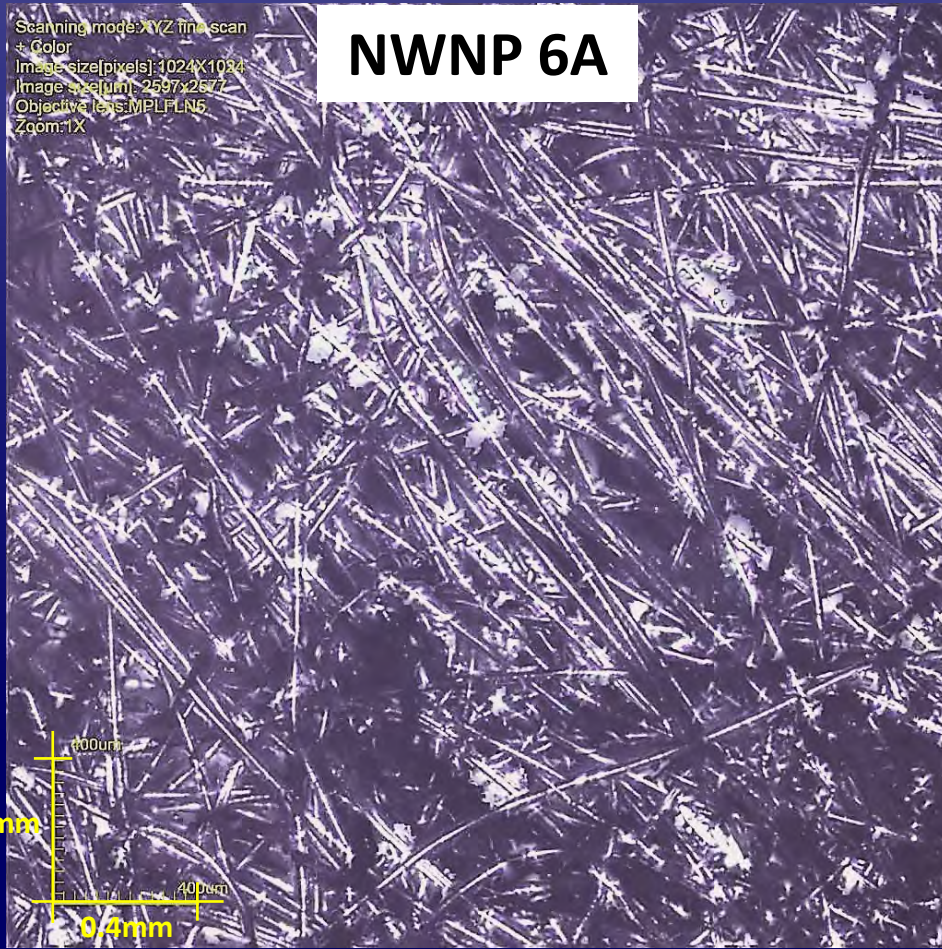 Scanning mode:XYZ fine scan
+ Color
Image size[pixels]:1024X1024
Image size[um]: 2597x2577
Objective lens:MPLFLN5
Zoom:1X
NWNP 6A
400um
mm
400um
0,4mm